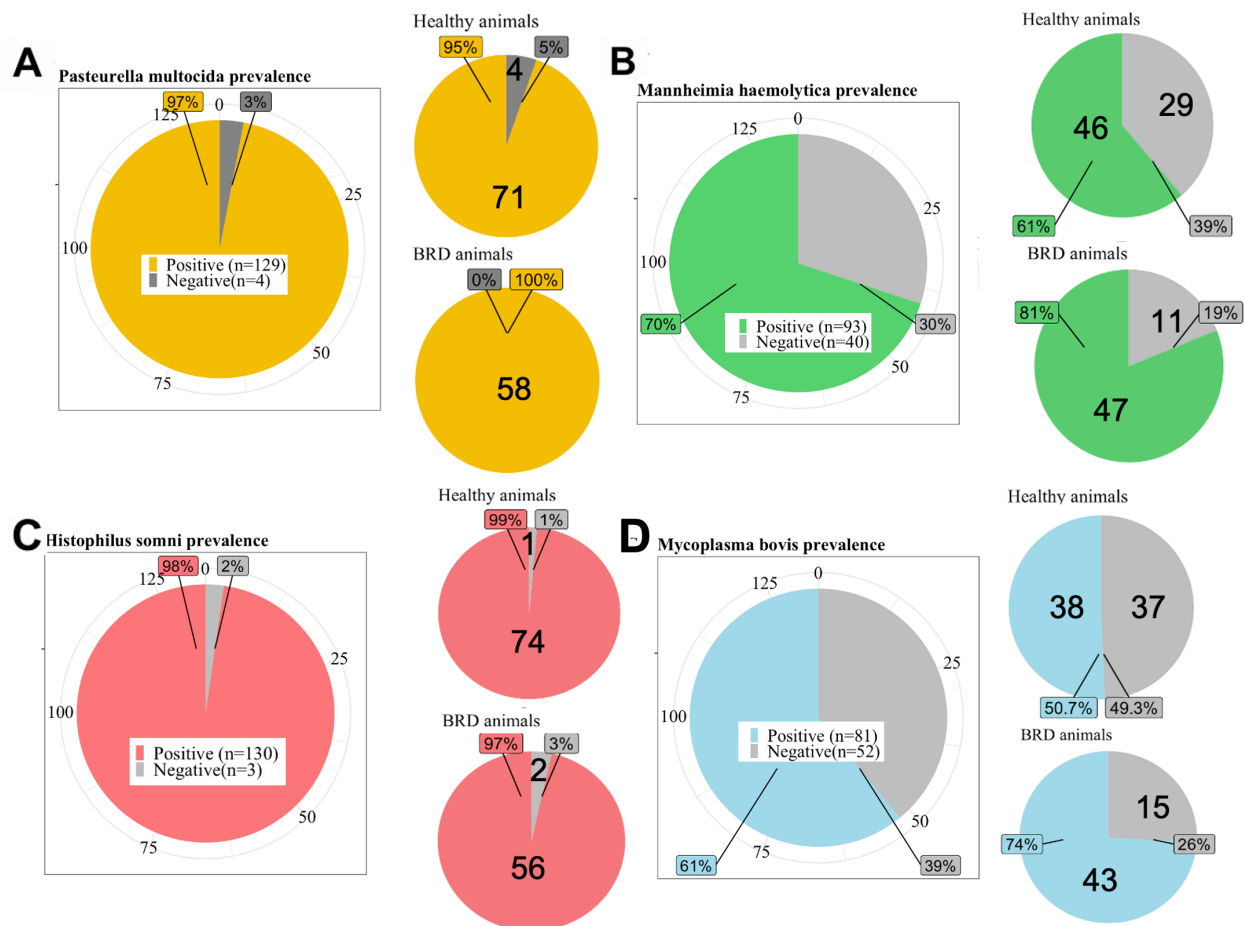 A
Pasteurella multocida prevalence
97%
3%
0
125
25
100
50
75
Positive (n=129)
Negative(n=4)
Healthy animals
95%
5%
4
71
BRD animals
0%
100%
58
B
Mannheimia haemolytica prevalence
0
125
25
100
50
75
Positive (n=93)
Negative(n=40)
70%
30%
Healthy animals
46
29
61%
39%
BRD animals
81%
11
19%
47
C
Histophilus somni prevalence
98%
0
2%
125
25
100
50
75
Positive (n=130)
Negative(n=3)
Healthy animals
99%
1%
1
74
BRD animals
97%
3%
2
56
D
Mycoplasma bovis prevalence
0
125
25
100
50
75
Positive (n=81)
Negative(n=52)
61%
39%
Healthy animals
38
37
50.7%
49.3%
BRD animals
15
74%
26%
43